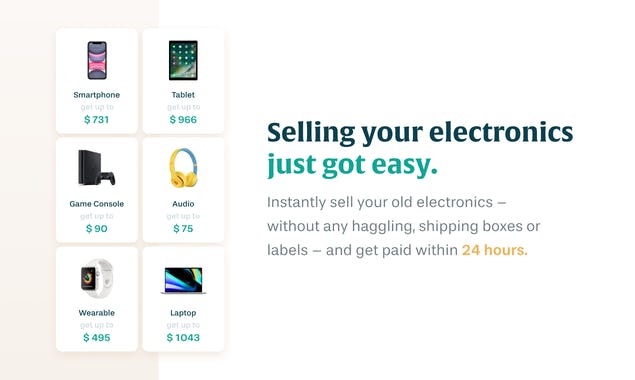 Smartphone
get up to
$ 731
Tablet
get up to
$ 966
Game Console
get up to
$ 90
Audio
get up to
$ 75
Wearable
get up to
$ 495
Laptop
get up to
$ 1043
Selling your electronics
just got easy.
Instantly sell your old electronics –
without any haggling, shipping boxes or
labels – and get paid within 24 hours.